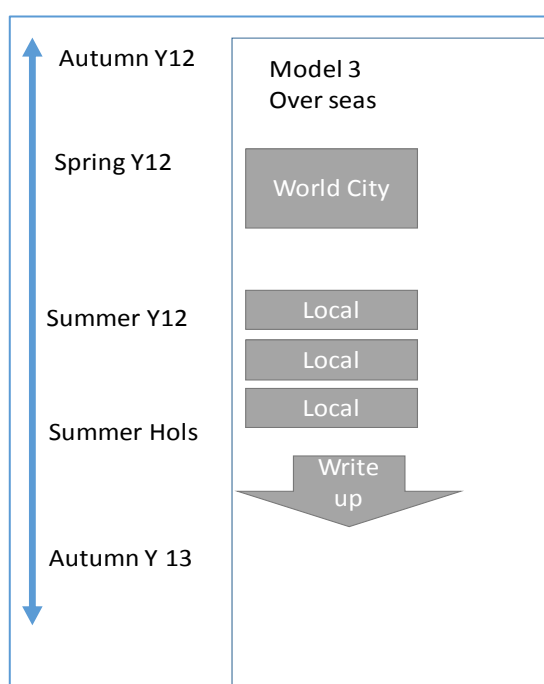 Autumn Y12
Model 3
Over seas
Spring Y12
World City
Summer Y12
Local
Local
Local
Summer Hols
Write
up
Autumn Y 13